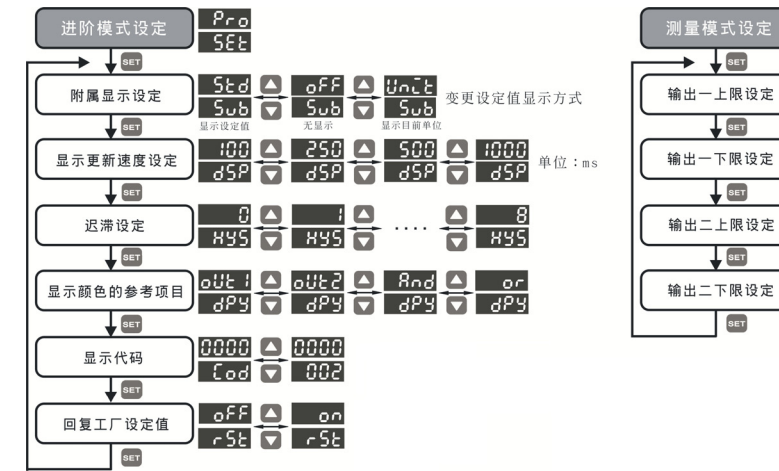 进阶模式设定
Pro
SEt
SET
附属显示设定
Std
Sub
显示设定值
oFF
Sub
无显示
Unit
Sub
显示目前单位
变更设定值显示方式
SET
显示更新速度设定
100
dSP
250
dSP
500
dSP
1000
dSP
单位：ms
SET
迟滞设定
0
HYS
1
HYS
....
8
HYS
SET
显示颜色的参考项目
oUt1
dPY
oUt2
dPY
And
dPY
or
dPY
SET
显示代码
0000
Cod
0000
002
SET
回复工厂设定值
oFF
rSt
on
rSt
SET
测量模式设定
SET
输出一上限设定
SET
输出一下限设定
SET
输出二上限设定
SET
输出二下限设定
SET